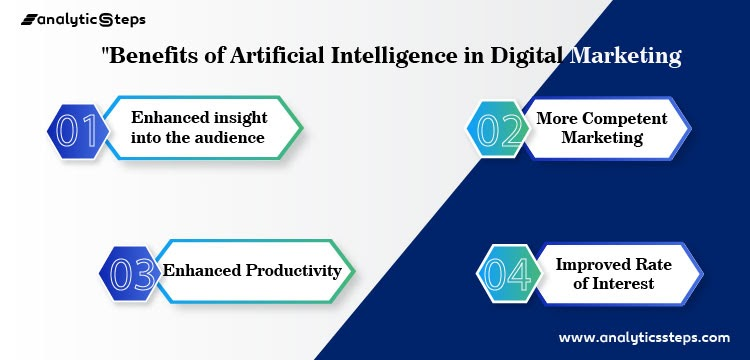 analyticSteps
"Benefits of Artificial Intelligence in Digital Marketing
01
Enhanced insight
into the audience
02
More Competent
Marketing
03
Enhanced Productivity
04
Improved Rate
of Interest
www.analyticssteps.com